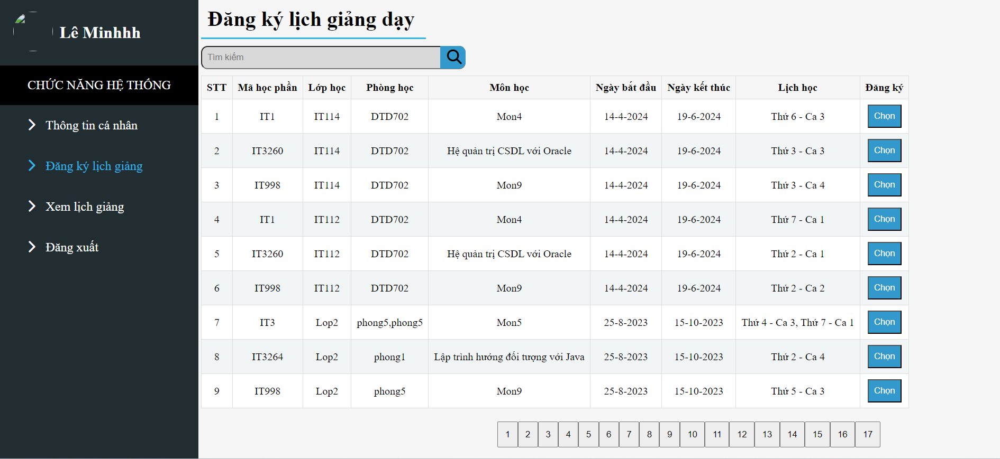 Lê Minhhh
CHỨC NĂNG HỆ THỐNG
Thông tin cá nhân
Đăng ký lịch giảng
Xem lịch giảng
Đăng xuất
Đăng ký lịch giảng dạy
Tìm kiếm
STT Mã học phần Lớp học Phòng học Môn học Ngày bắt đầu Ngày kết thúc Lịch học Đăng ký
1 IT1 IT114 DTD702 Mon4 14-4-2024 19-6-2024 Thứ 6 - Ca 3 Chọn
2 IT3260 IT114 DTD702 Hệ quản trị CSDL với Oracle 14-4-2024 19-6-2024 Thứ 3 - Ca 3 Chọn
3 IT998 IT114 DTD702 Mon9 14-4-2024 19-6-2024 Thứ 3 - Ca 4 Chọn
4 IT1 IT112 DTD702 Mon4 14-4-2024 19-6-2024 Thứ 7 - Ca 1 Chọn
5 IT3260 IT112 DTD702 Hệ quản trị CSDL với Oracle 14-4-2024 19-6-2024 Thứ 2 - Ca 1 Chọn
6 IT998 IT112 DTD702 Mon9 14-4-2024 19-6-2024 Thứ 2 - Ca 2 Chọn
7 IT3 Lop2 phong5,phong5 Mon5 25-8-2023 15-10-2023 Thứ 4 - Ca 3, Thứ 7 - Ca 1 Chọn
8 IT3264 Lop2 phong1 Lập trình hướng đối tượng với Java 25-8-2023 15-10-2023 Thứ 2 - Ca 4 Chọn
9 IT998 Lop2 phong5 Mon9 25-8-2023 15-10-2023 Thứ 5 - Ca 3 Chọn
1 2 3 4 5 6 7 8 9 10 11 12 13 14 15 16 17